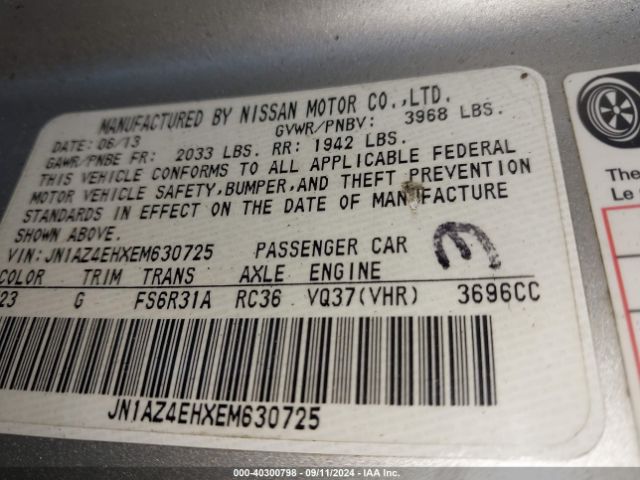 MANUFACTURED BY NISSAN MOTOR CO.,LTD.
DATE: 06/13 GVWR/PNBV: 3968 LBS.
GAWR/PNBE FR: 2033 LBS. RR: 1942 LBS.
THIS VEHICLE CONFORMS TO ALL APPLICABLE FEDERAL
MOTOR VEHICLE SAFETY,BUMPER,AND THEFT PREVENTION
STANDARDS IN EFFECT ON THE DATE OF MANUFACTURE
SHOWN ABOVE.
VIN:JN1AZ4EHXEM630725 PASSENGER CAR
COLOR TRIM TRANS AXLE ENGINE
23 G FS6R31A RC36 VQ37(VHR) 3696CC
JN1AZ4EHXEM630725
The
Le
000-40300798 - 09/11/2024 - IAA Inc.